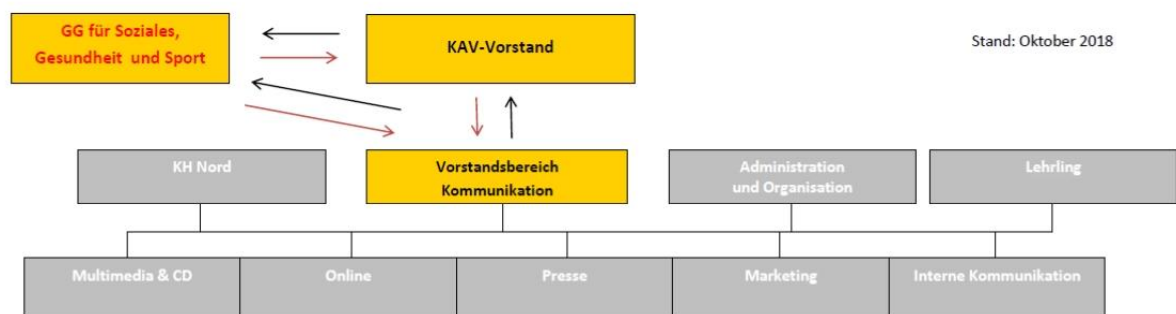 GG für Soziales,
Gesundheit und Sport
KAV-Vorstand
Stand: Oktober 2018
KH Nord
Vorstandsbereich
Kommunikation
Administration
und Organisation
Lehrling
Multimedia & CD
Online
Presse
Marketing
Interne Kommunikation